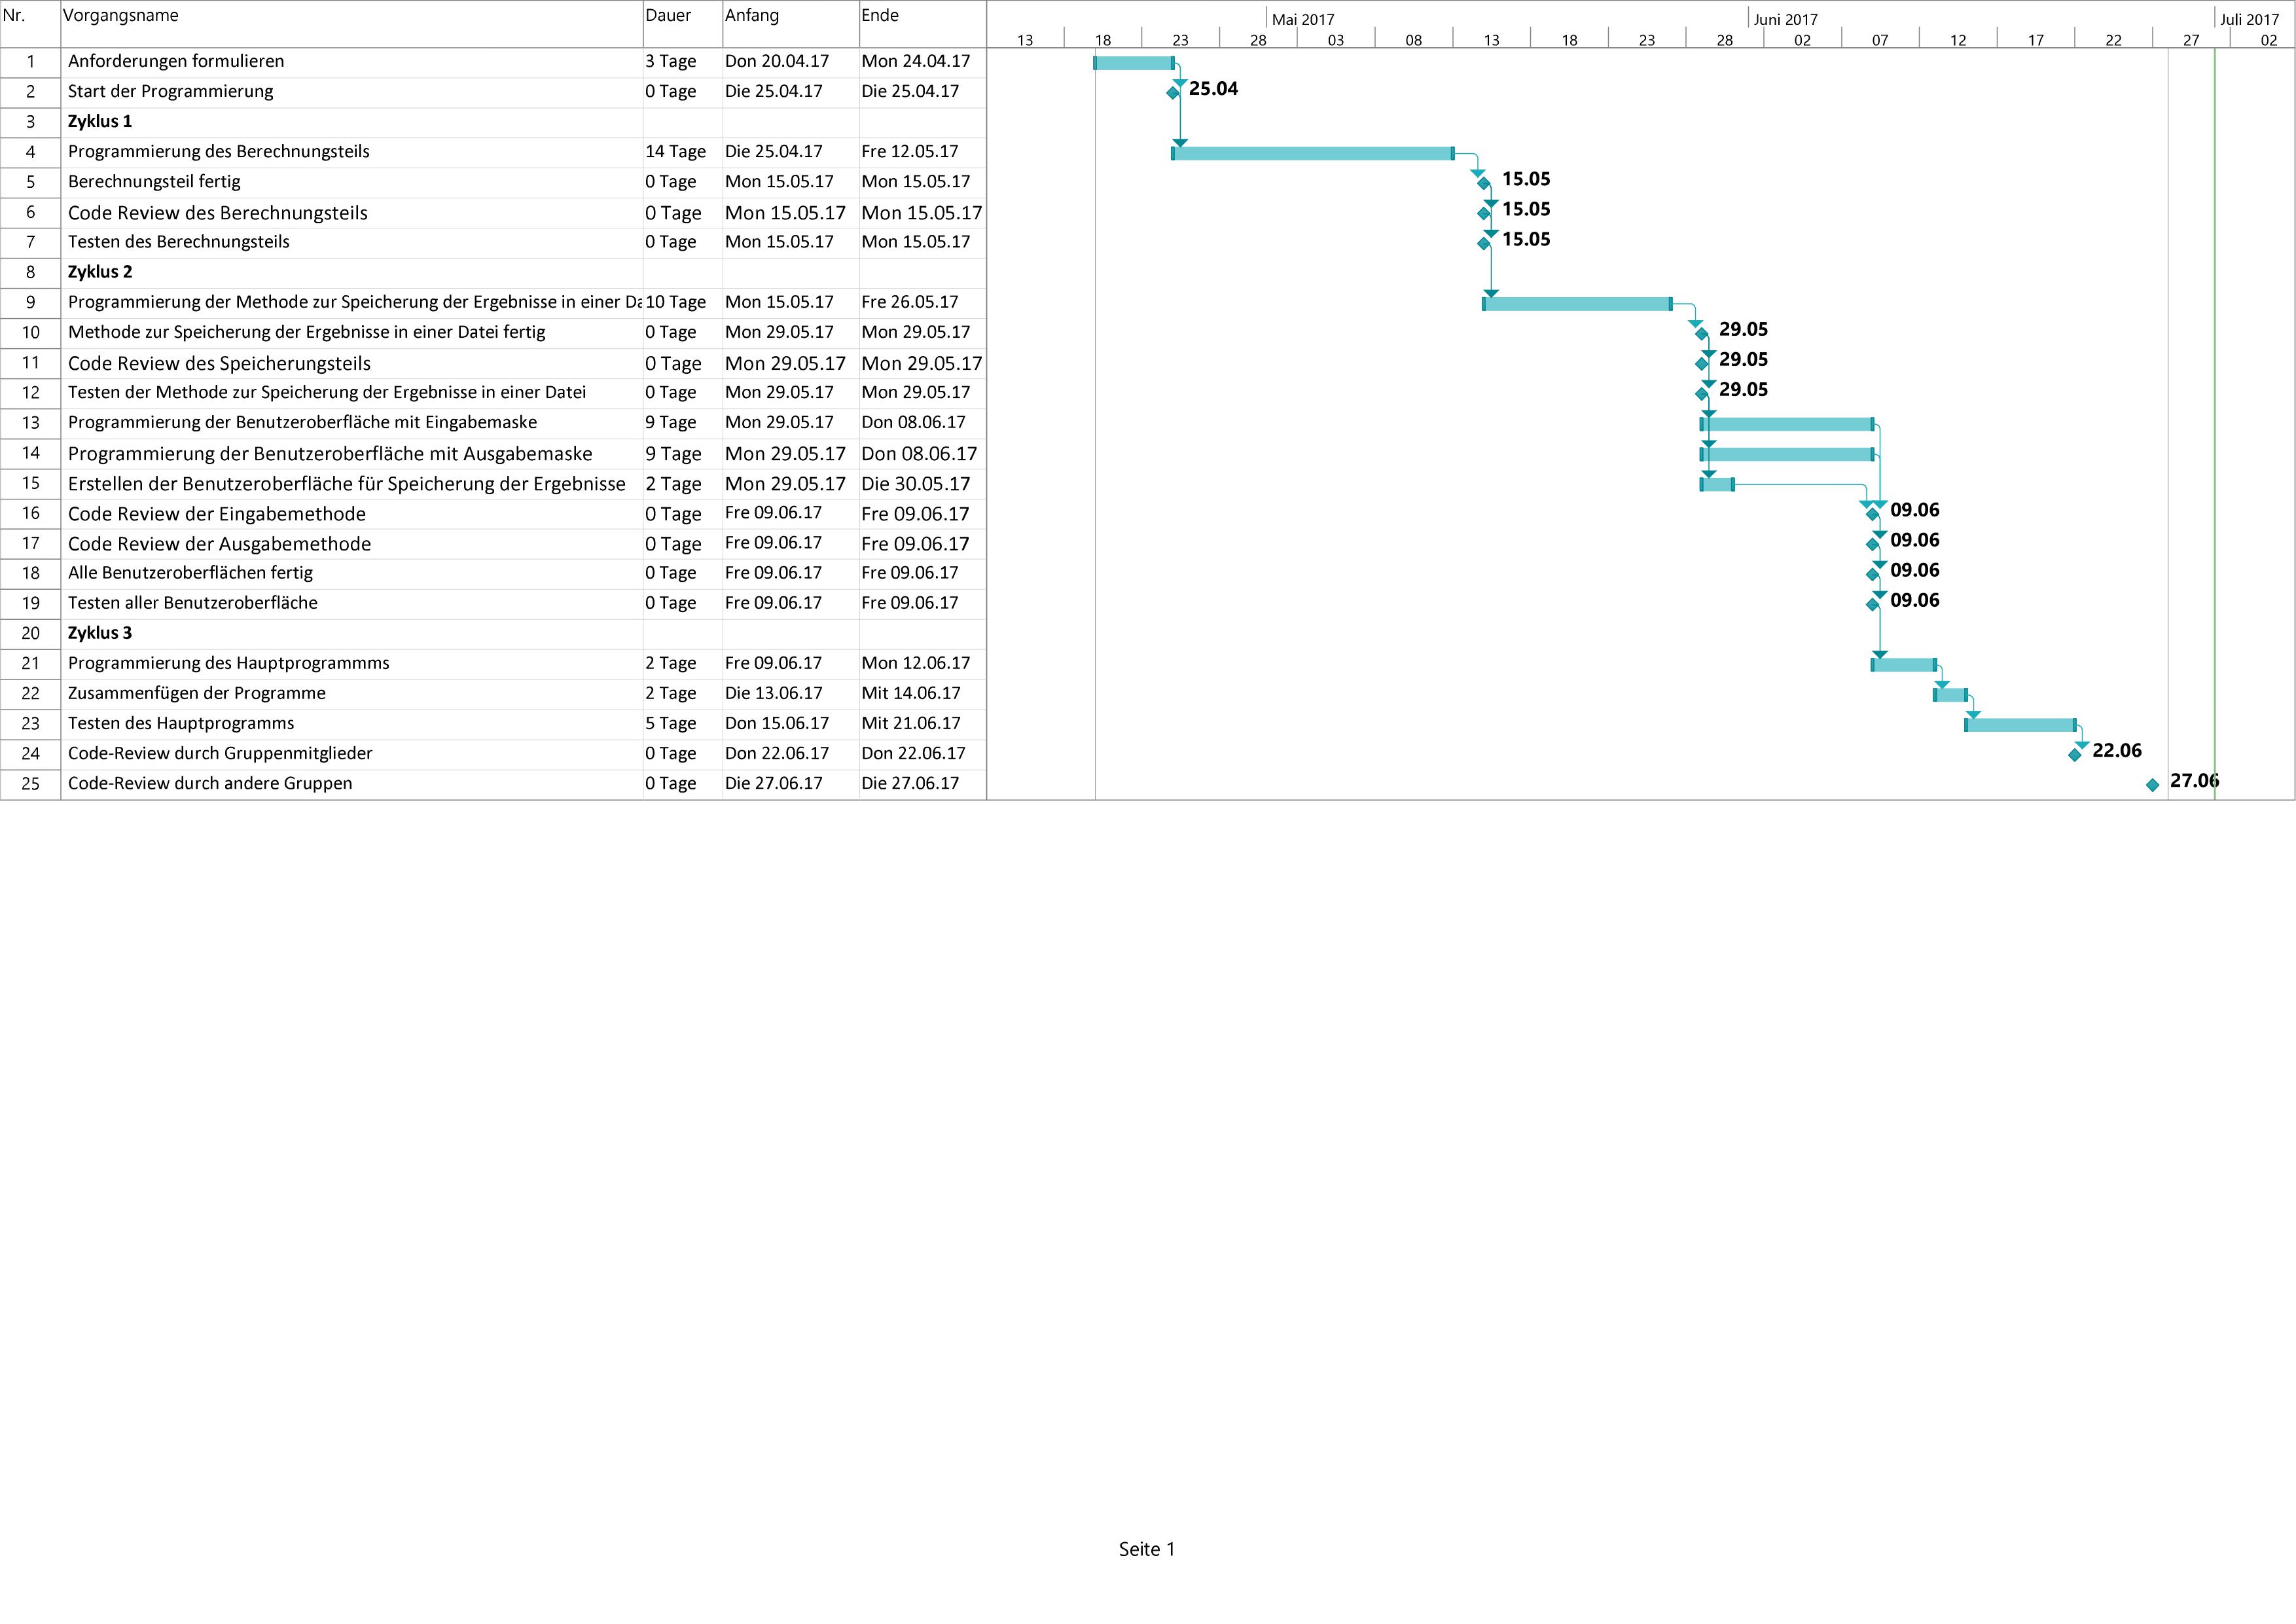 Nr. Vorgangsname Dauer Anfang Ende Mai 2017 Juni 2017 Juli 2017
13 18 23 28 03 08 13 18 23 28 02 07 12 17 22 27 02
1 Anforderungen formulieren 3 Tage Don 20.04.17 Mon 24.04.17
2 Start der Programmierung 0 Tage Die 25.04.17 Die 25.04.17 25.04
3 Zyklus 1
4 Programmierung des Berechnungsteils 14 Tage Die 25.04.17 Fre 12.05.17
5 Berechnungsteil fertig 0 Tage Mon 15.05.17 Mon 15.05.17 15.05
6 Code Review des Berechnungsteils 0 Tage Mon 15.05.17 Mon 15.05.17 15.05
7 Testen des Berechnungsteils 0 Tage Mon 15.05.17 Mon 15.05.17 15.05
8 Zyklus 2
9 Programmierung der Methode zur Speicherung der Ergebnisse in einer Da 10 Tage Mon 15.05.17 Fre 26.05.17
10 Methode zur Speicherung der Ergebnisse in einer Datei fertig 0 Tage Mon 29.05.17 Mon 29.05.17 29.05
11 Code Review des Speicherungsteils 0 Tage Mon 29.05.17 Mon 29.05.17 29.05
12 Testen der Methode zur Speicherung der Ergebnisse in einer Datei 0 Tage Mon 29.05.17 Mon 29.05.17 29.05
13 Programmierung der Benutzeroberfläche mit Eingabemaske 9 Tage Mon 29.05.17 Don 08.06.17
14 Programmierung der Benutzeroberfläche mit Ausgabemaske 9 Tage Mon 29.05.17 Don 08.06.17
15 Erstellen der Benutzeroberfläche für Speicherung der Ergebnisse 2 Tage Mon 29.05.17 Die 30.05.17
16 Code Review der Eingabemethode 0 Tage Fre 09.06.17 Fre 09.06.17 09.06
17 Code Review der Ausgabemethode 0 Tage Fre 09.06.17 Fre 09.06.17 09.06
18 Alle Benutzeroberflächen fertig 0 Tage Fre 09.06.17 Fre 09.06.17 09.06
19 Testen aller Benutzeroberfläche 0 Tage Fre 09.06.17 Fre 09.06.17 09.06
20 Zyklus 3
21 Programmierung des Hauptprogrammms 2 Tage Fre 09.06.17 Mon 12.06.17
22 Zusammenfügen der Programme 2 Tage Die 13.06.17 Mit 14.06.17
23 Testen des Hauptprogramms 5 Tage Don 15.06.17 Mit 21.06.17
24 Code-Review durch Gruppenmitglieder 0 Tage Don 22.06.17 Don 22.06.17 22.06
25 Code-Review durch andere Gruppen 0 Tage Die 27.06.17 Die 27.06.17 27.06
Seite 1